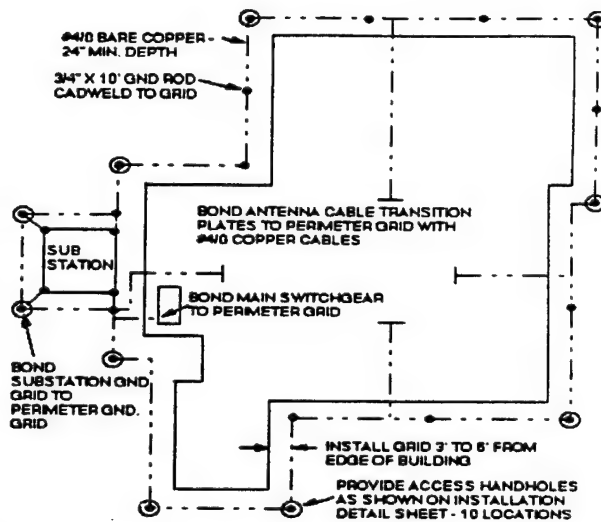 #4/0 BARE COPPER -
24" MIN. DEPTH
3/4" X 10' GND ROD
CADWELD TO GRID
BOND ANTENNA CABLE TRANSITION
PLATES TO PERIMETER GRID WITH
#4/0 COPPER CABLES
SUB
STATION
BOND MAIN SWITCHGEAR
TO PERIMETER GRID
BOND
SUBSTATION GND
GRID TO
PERIMETER GND.
GRID
INSTALL GRID 3' TO 6' FROM
EDGE OF BUILDING
PROVIDE ACCESS HANDHOLES
AS SHOWN ON INSTALLATION
DETAIL SHEET - 10 LOCATIONS